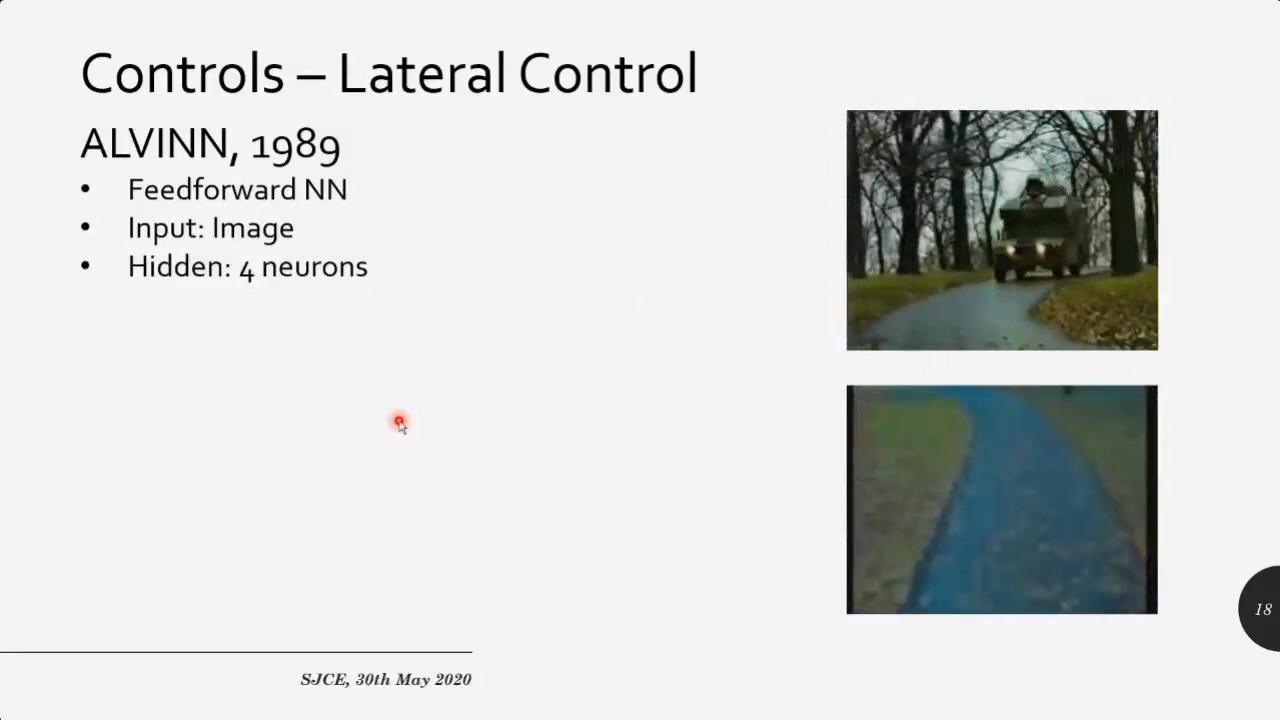 Controls – Lateral Control
ALVINN, 1989
• Feedforward NN
• Input: Image
• Hidden: 4 neurons
18
SJCE, 30th May 2020